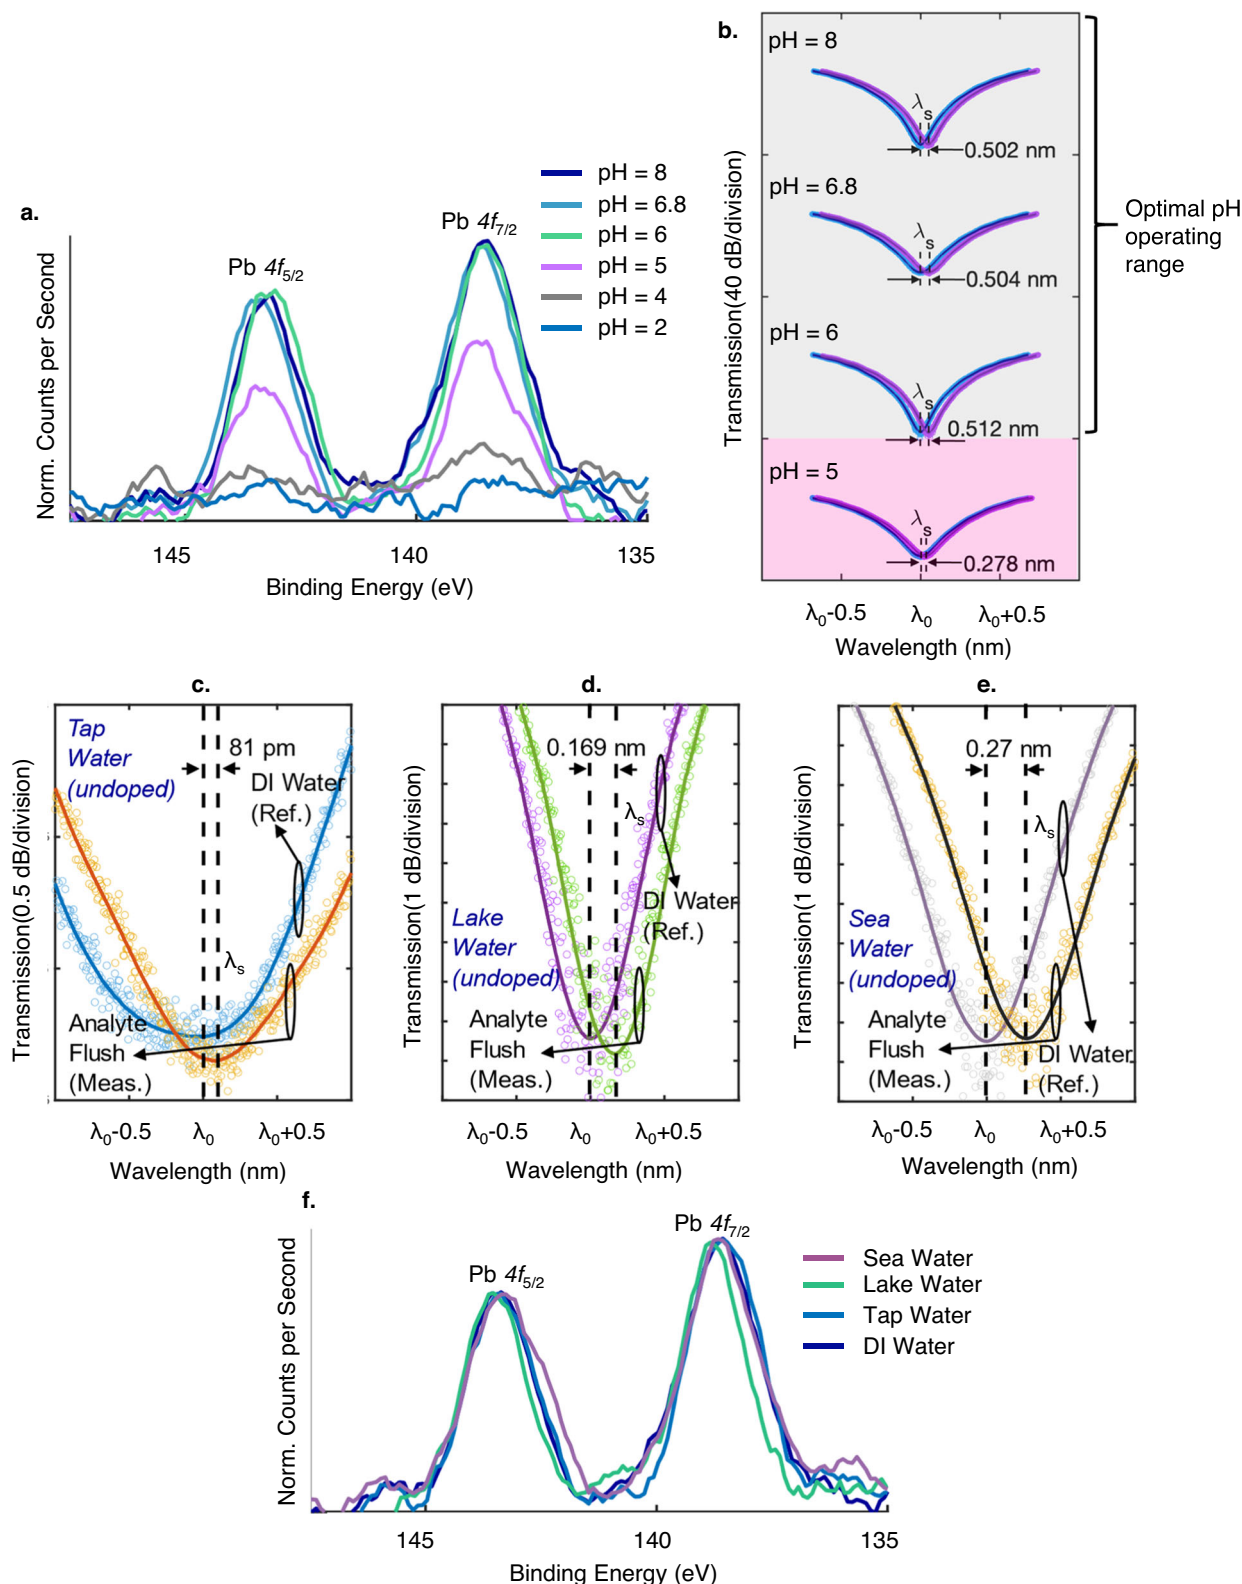 a.
Norm. Counts per Second
Pb 4f5/2
Pb 4f7/2
pH = 8
pH = 6.8
pH = 6
pH = 5
pH = 4
pH = 2
145
140
135
Binding Energy (eV)
b.
Transmission(40 dB/division)
pH = 8
λs
0.502 nm
pH = 6.8
λs
0.504 nm
pH = 6
λs
0.512 nm
pH = 5
λs
0.278 nm
Optimal pH
operating
range
λ0-0.5
λ0
λ0+0.5
Wavelength (nm)
c.
Transmission(0.5 dB/division)
Tap
Water
(undoped)
81 pm
DI Water
(Ref.)
λs
Analyte
Flush
(Meas.)
λ0-0.5
λ0
λ0+0.5
Wavelength (nm)
d.
Transmission(1 dB/division)
0.169 nm
λs
DI Water
(Ref.)
Lake
Water
(undoped)
Analyte
Flush
(Meas.)
λ0-0.5
λ0
λ0+0.5
Wavelength (nm)
e.
Transmission(1 dB/division)
0.27 nm
λs
Sea
Water
(undoped)
Analyte
Flush
(Meas.)
DI Water
(Ref.)
λ0-0.5
λ0
λ0+0.5
Wavelength (nm)
f.
Norm. Counts per Second
Pb 4f5/2
Pb 4f7/2
Sea Water
Lake Water
Tap Water
DI Water
145
140
135
Binding Energy (eV)